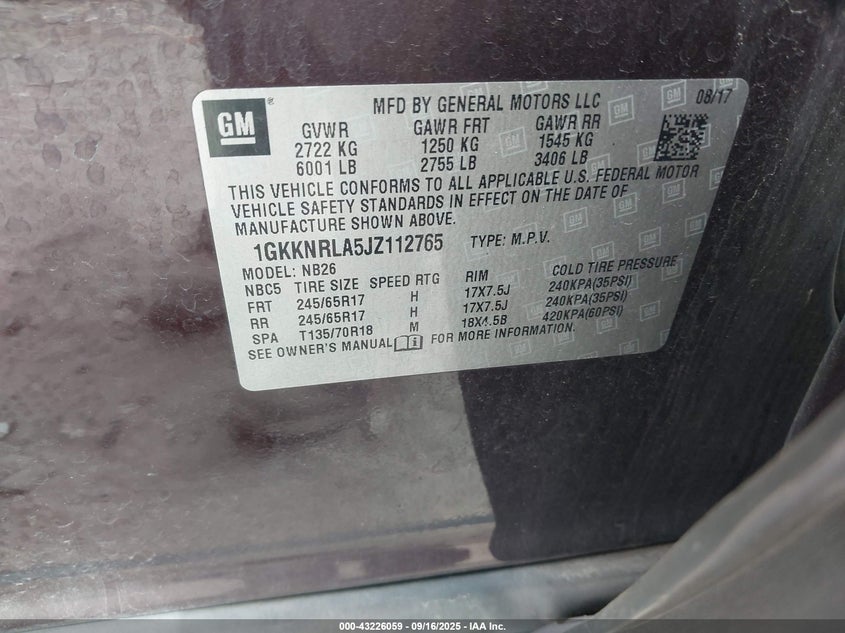 GM
MFD BY GENERAL MOTORS LLC 08/17
GVWR GAWR FRT GAWR RR
2722 KG 1250 KG 1545 KG
6001 LB 2755 LB 3406 LB
THIS VEHICLE CONFORMS TO ALL APPLICABLE U.S. FEDERAL MOTOR
VEHICLE SAFETY STANDARDS IN EFFECT ON THE DATE OF
MANUFACTURE SHOWN ABOVE.
1GKKNRLA5JZ112765 TYPE: M.P.V.
MODEL: NB26
NBC5 TIRE SIZE SPEED RTG RIM COLD TIRE PRESSURE
FRT 245/65R17 H 17X7.5J 240KPA(35PSI)
RR 245/65R17 H 17X7.5J 240KPA(35PSI)
SPA T135/70R18 M 18X4.5B 420KPA(60PSI)
SEE OWNER'S MANUAL FOR MORE INFORMATION.
000-43226059 - 09/16/2025 - IAA Inc.